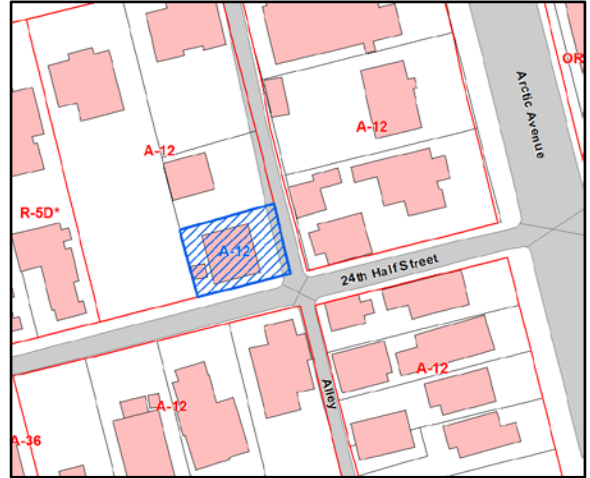 OR
Arctic Avenue
A-12
A-12
R-5D*
A-12
24th Half Street
A-12
Alley
A-12
A-36